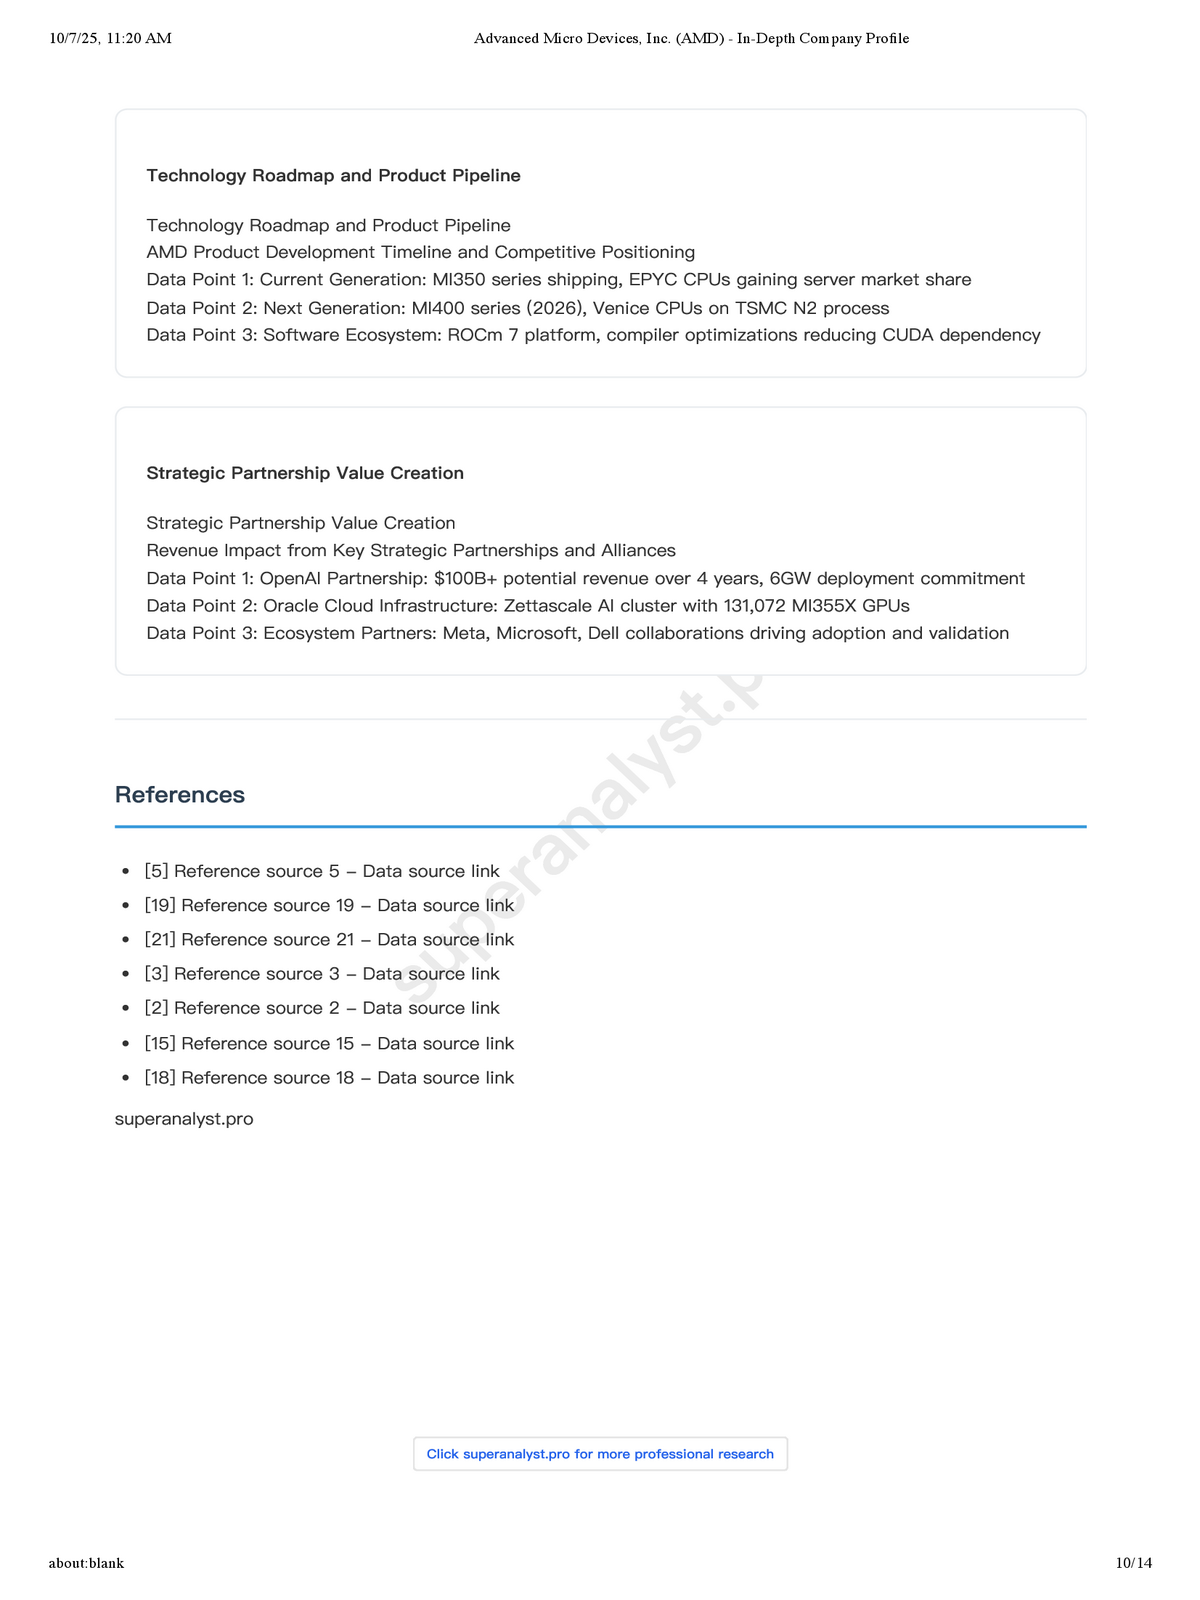 10/7/25, 11:20 AM
Advanced Micro Devices, Inc. (AMD) - In-Depth Company Profile
Technology Roadmap and Product Pipeline
Technology Roadmap and Product Pipeline
AMD Product Development Timeline and Competitive Positioning
Data Point 1: Current Generation: MI350 series shipping, EPYC CPUs gaining server market share
Data Point 2: Next Generation: MI400 series (2026), Venice CPUs on TSMC N2 process
Data Point 3: Software Ecosystem: ROCm 7 platform, compiler optimizations reducing CUDA dependency
Strategic Partnership Value Creation
Strategic Partnership Value Creation
Revenue Impact from Key Strategic Partnerships and Alliances
Data Point 1: OpenAI Partnership: $100B+ potential revenue over 4 years, 6GW deployment commitment
Data Point 2: Oracle Cloud Infrastructure: Zettascale AI cluster with 131,072 MI355X GPUs
Data Point 3: Ecosystem Partners: Meta, Microsoft, Dell collaborations driving adoption and validation
superanalyst.p
References
• [5] Reference source 5 – Data source link
• [19] Reference source 19 – Data source link
• [21] Reference source 21 – Data source link
• [3] Reference source 3 – Data source link
• [2] Reference source 2 – Data source link
• [15] Reference source 15 – Data source link
• [18] Reference source 18 – Data source link
superanalyst.pro
Click superanalyst.pro for more professional research
about:blank
10/14